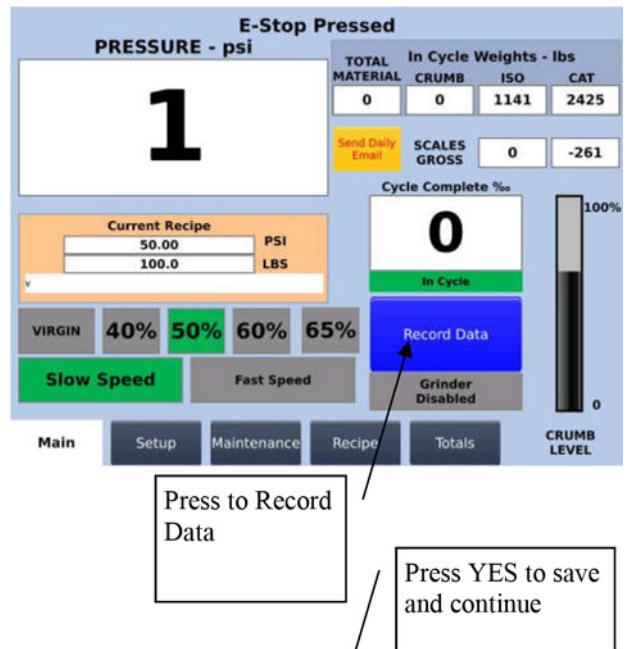 E-Stop Pressed
PRESSURE - psi
1
In Cycle Weights - lbs
TOTAL MATERIAL
CRUMB
ISO
CAT
0
0
1141
2425
Send Daily
Email
SCALES
GROSS
0
-261
Cycle Complete ‰
0
In Cycle
100%
0
CRUMB
LEVEL
Current Recipe
50.00
PSI
100.0
LBS
v
VIRGIN
40%
50%
60%
65%
Record Data
Slow Speed
Fast Speed
Grinder
Disabled
Main
Setup
Maintenance
Recipe
Totals
Press to Record
Data
Press YES to save
and continue